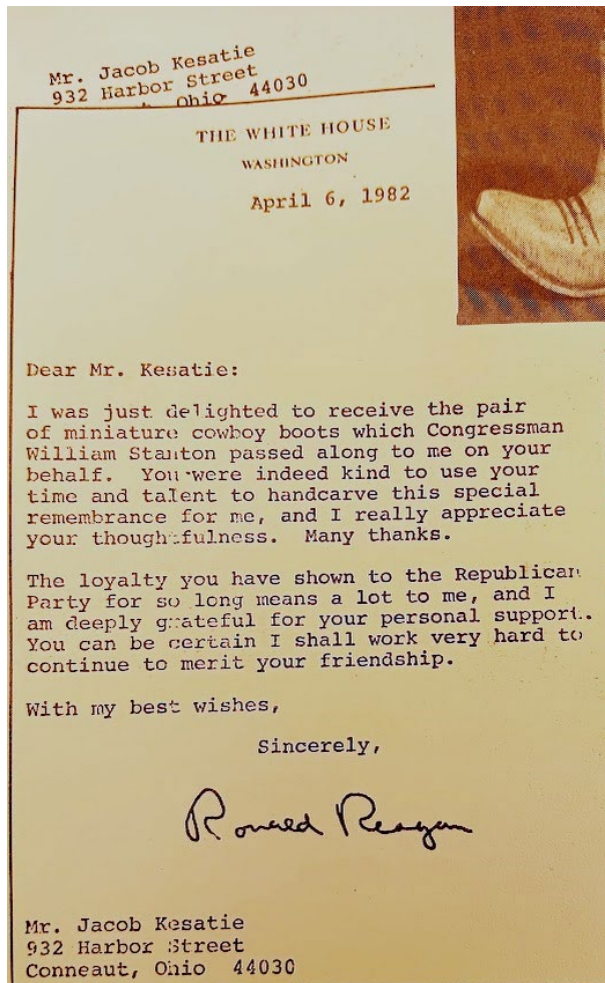 Mr. Jacob Kesatie
932 Harbor Street
Ohio 44030
THE WHITE HOUSE
WASHINGTON
April 6, 1982
Dear Mr. Kesatie:
I was just delighted to receive the pair
of miniature cowboy boots which Congressman
William Stanton passed along to me on your
behalf. You were indeed kind to use your
time and talent to handcarve this special
remembrance for me, and I really appreciate
your thoughtfulness. Many thanks.
The loyalty you have shown to the Republican
Party for so long means a lot to me, and I
am deeply grateful for your personal support.
You can be certain I shall work very hard to
continue to merit your friendship.
With my best wishes,
Sincerely,
Ronald Reagan
Mr. Jacob Kesatie
932 Harbor Street
Conneaut, Ohio 44030